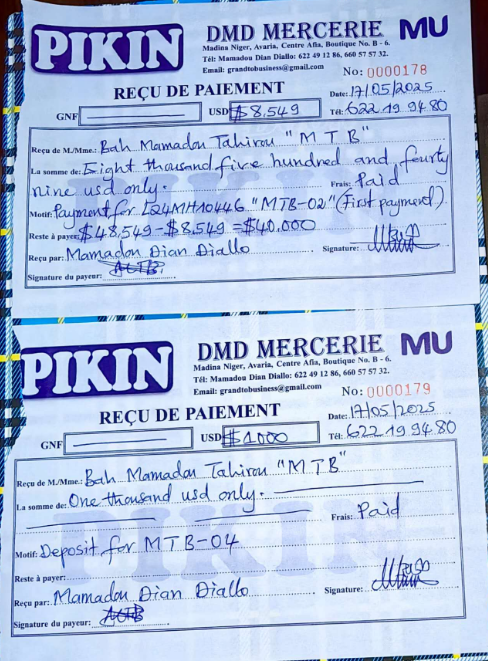 PIKIN
DMD MERCERIE MU
Madina Niger, Avaria, Centre Afia, Boutique No. B - 6.
Tél: Mamadou Dian Diallo: 622 49 12 86, 660 57 57 32.
Email: grandtobusiness@gmail.com
No: 0000178
REÇU DE PAIEMENT
Date: 17/05/2025
GNF USD $8,549 Tél: 622 19 94 80
Reçu de M./Mme.: Bah Mamadou Tahirou "M T B"
La somme de: Eight thousand five hundred and fourty
nine usd only. Frais: Paid
Motif: Payment for "MTB-02" (First payment).
Reste à payer: $48,549 - $8,549 = $40.000
Reçu par: Mamadou Dian Diallo Signature:
Signature du payeur:
PIKIN
DMD MERCERIE MU
Madina Niger, Avaria, Centre Afia, Boutique No. B - 6.
Tél: Mamadou Dian Diallo: 622 49 12 86, 660 57 57 32.
Email: grandtobusiness@gmail.com
No: 0000179
REÇU DE PAIEMENT
Date: 17/05/2025
GNF USD $1000 Tél: 622 19 94 80
Reçu de M./Mme.: Bah Mamadou Tahirou "M T B"
La somme de: One thousand usd only.
Frais: Paid
Motif: Deposit for MTB-04
Reste à payer:
Reçu par: Mamadou Dian Diallo Signature:
Signature du payeur: